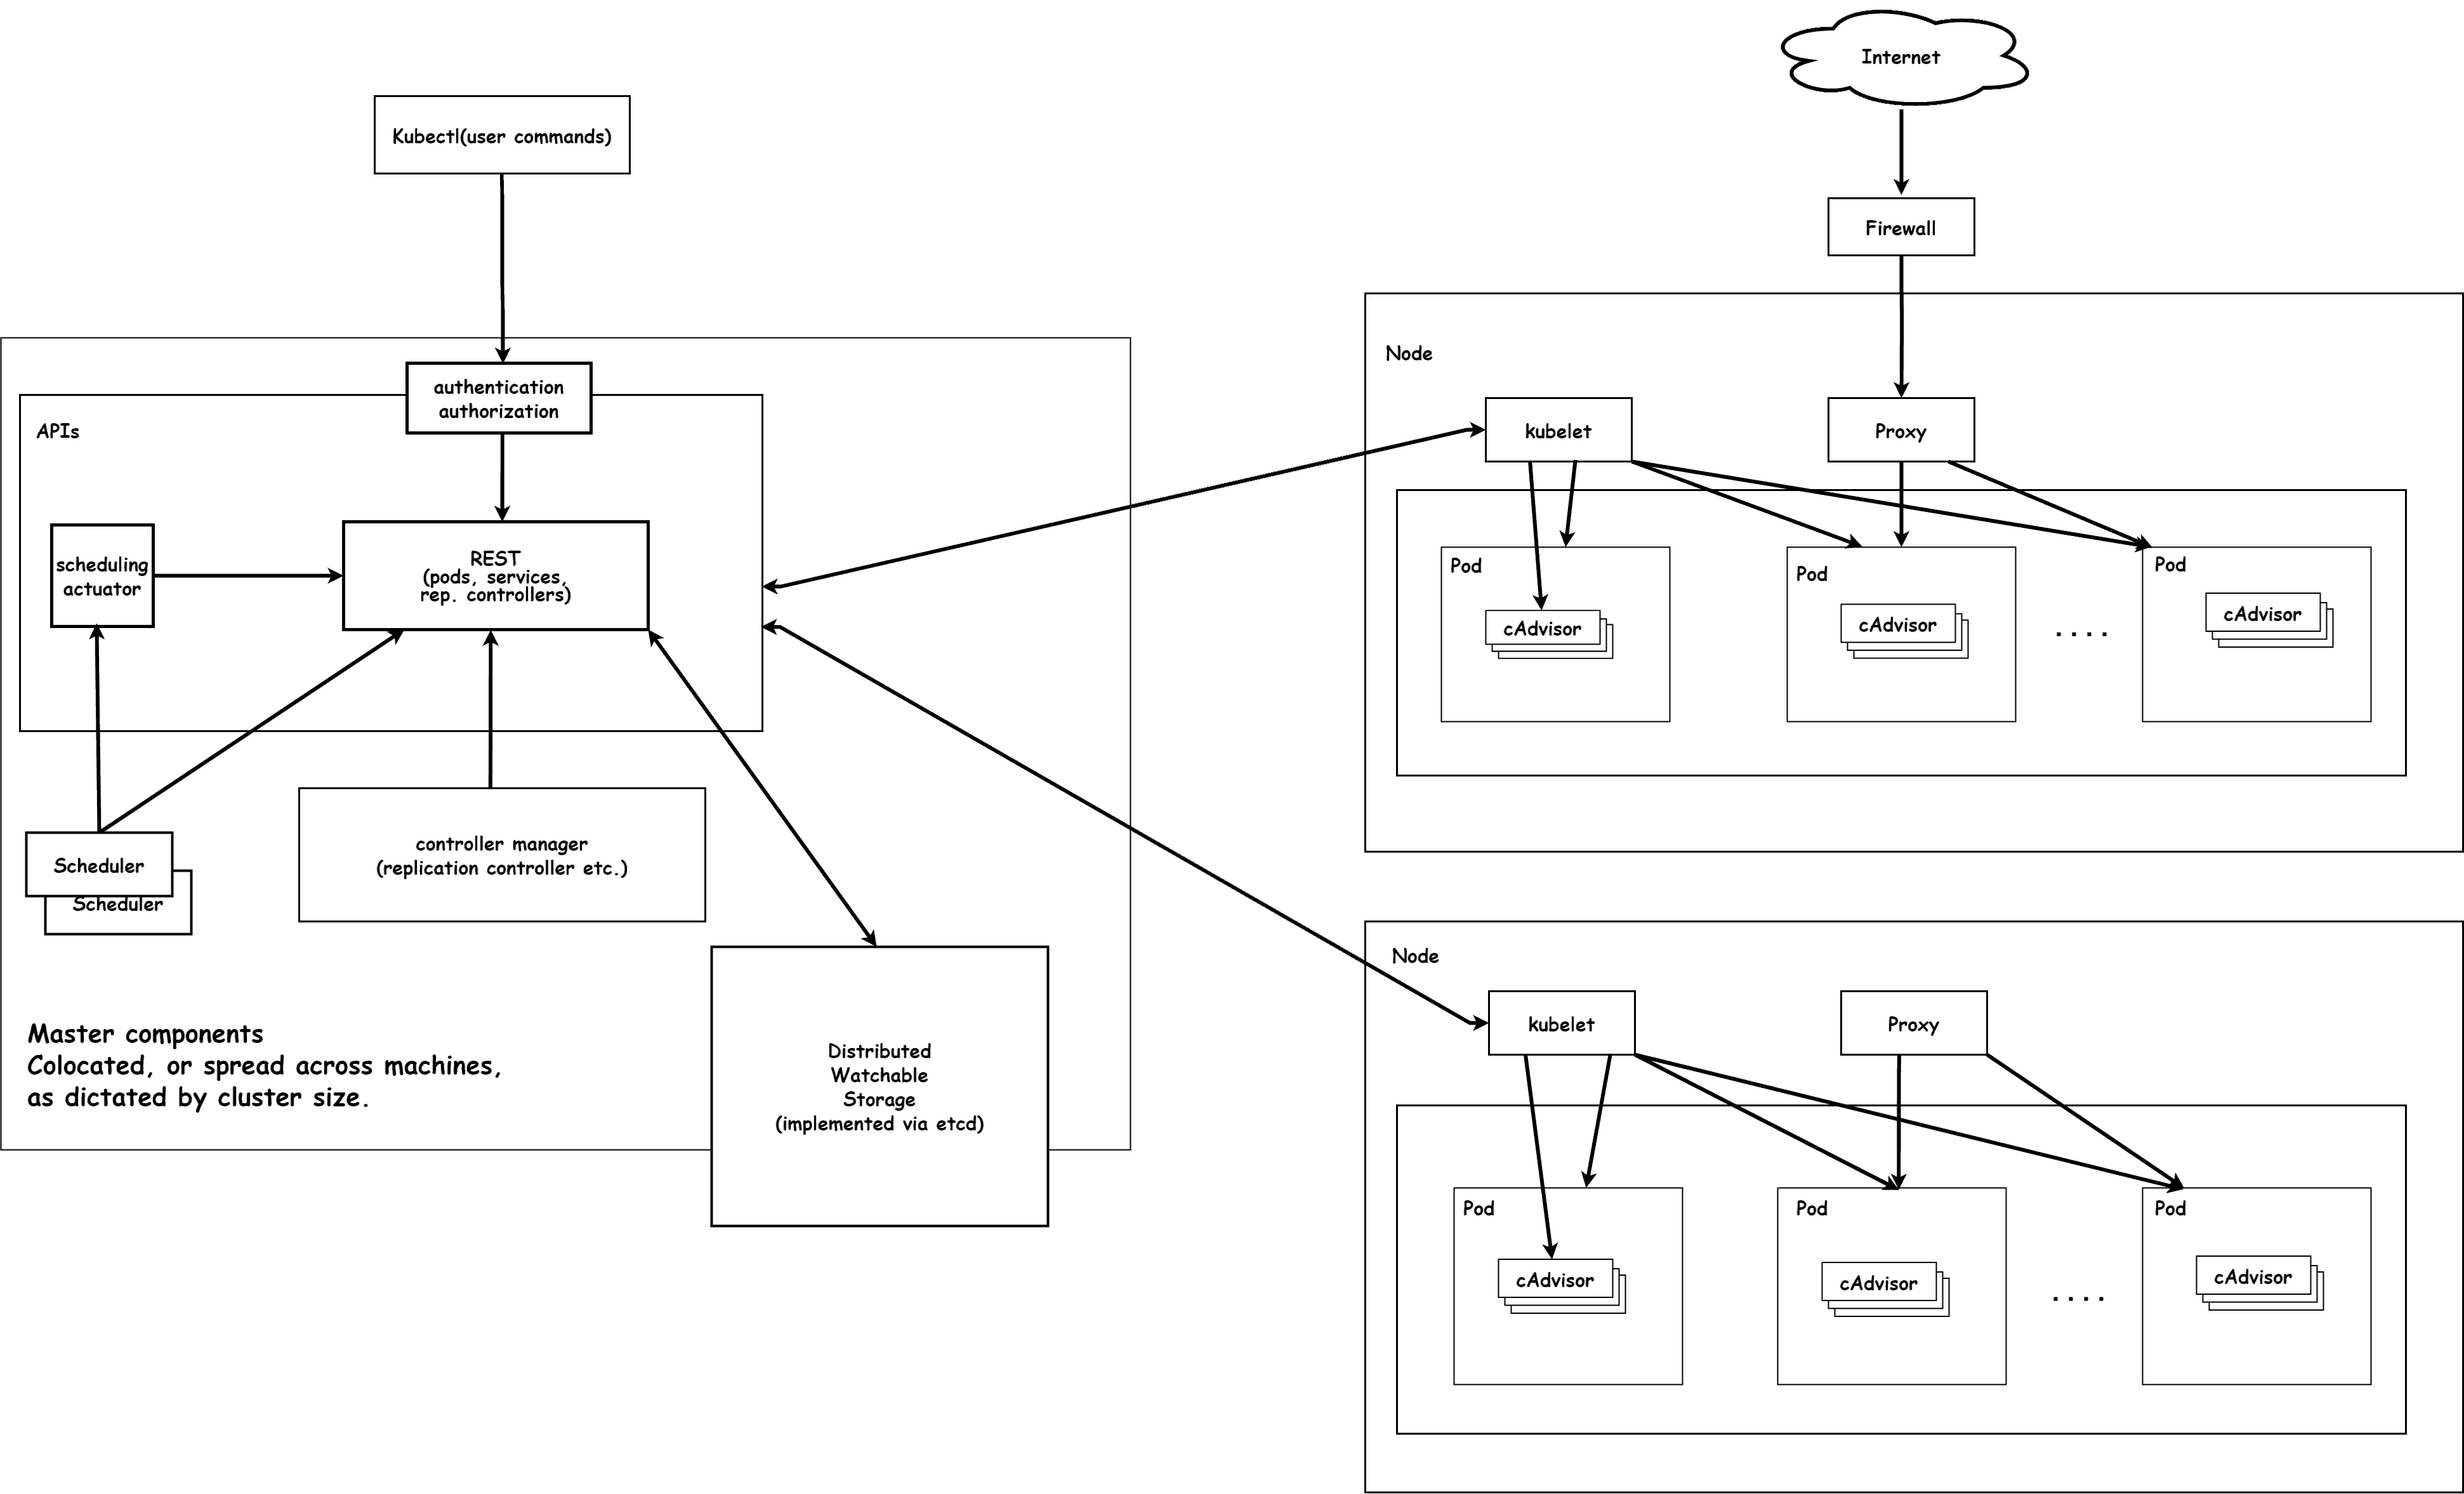 Internet
Kubectl(user commands)
Firewall
authentication
authorization
APIs
scheduling
actuator
REST
(pods, services,
rep. controllers)
Scheduler
Scheduler
controller manager
(replication controller etc.)
Master components
Colocated, or spread across machines,
as dictated by cluster size.
Distributed
Watchable
Storage
(implemented via etcd)
Node
kubelet
Proxy
Pod
cAdvisor
Pod
cAdvisor
. . . .
Pod
cAdvisor
Node
kubelet
Proxy
Pod
cAdvisor
Pod
cAdvisor
. . . .
Pod
cAdvisor